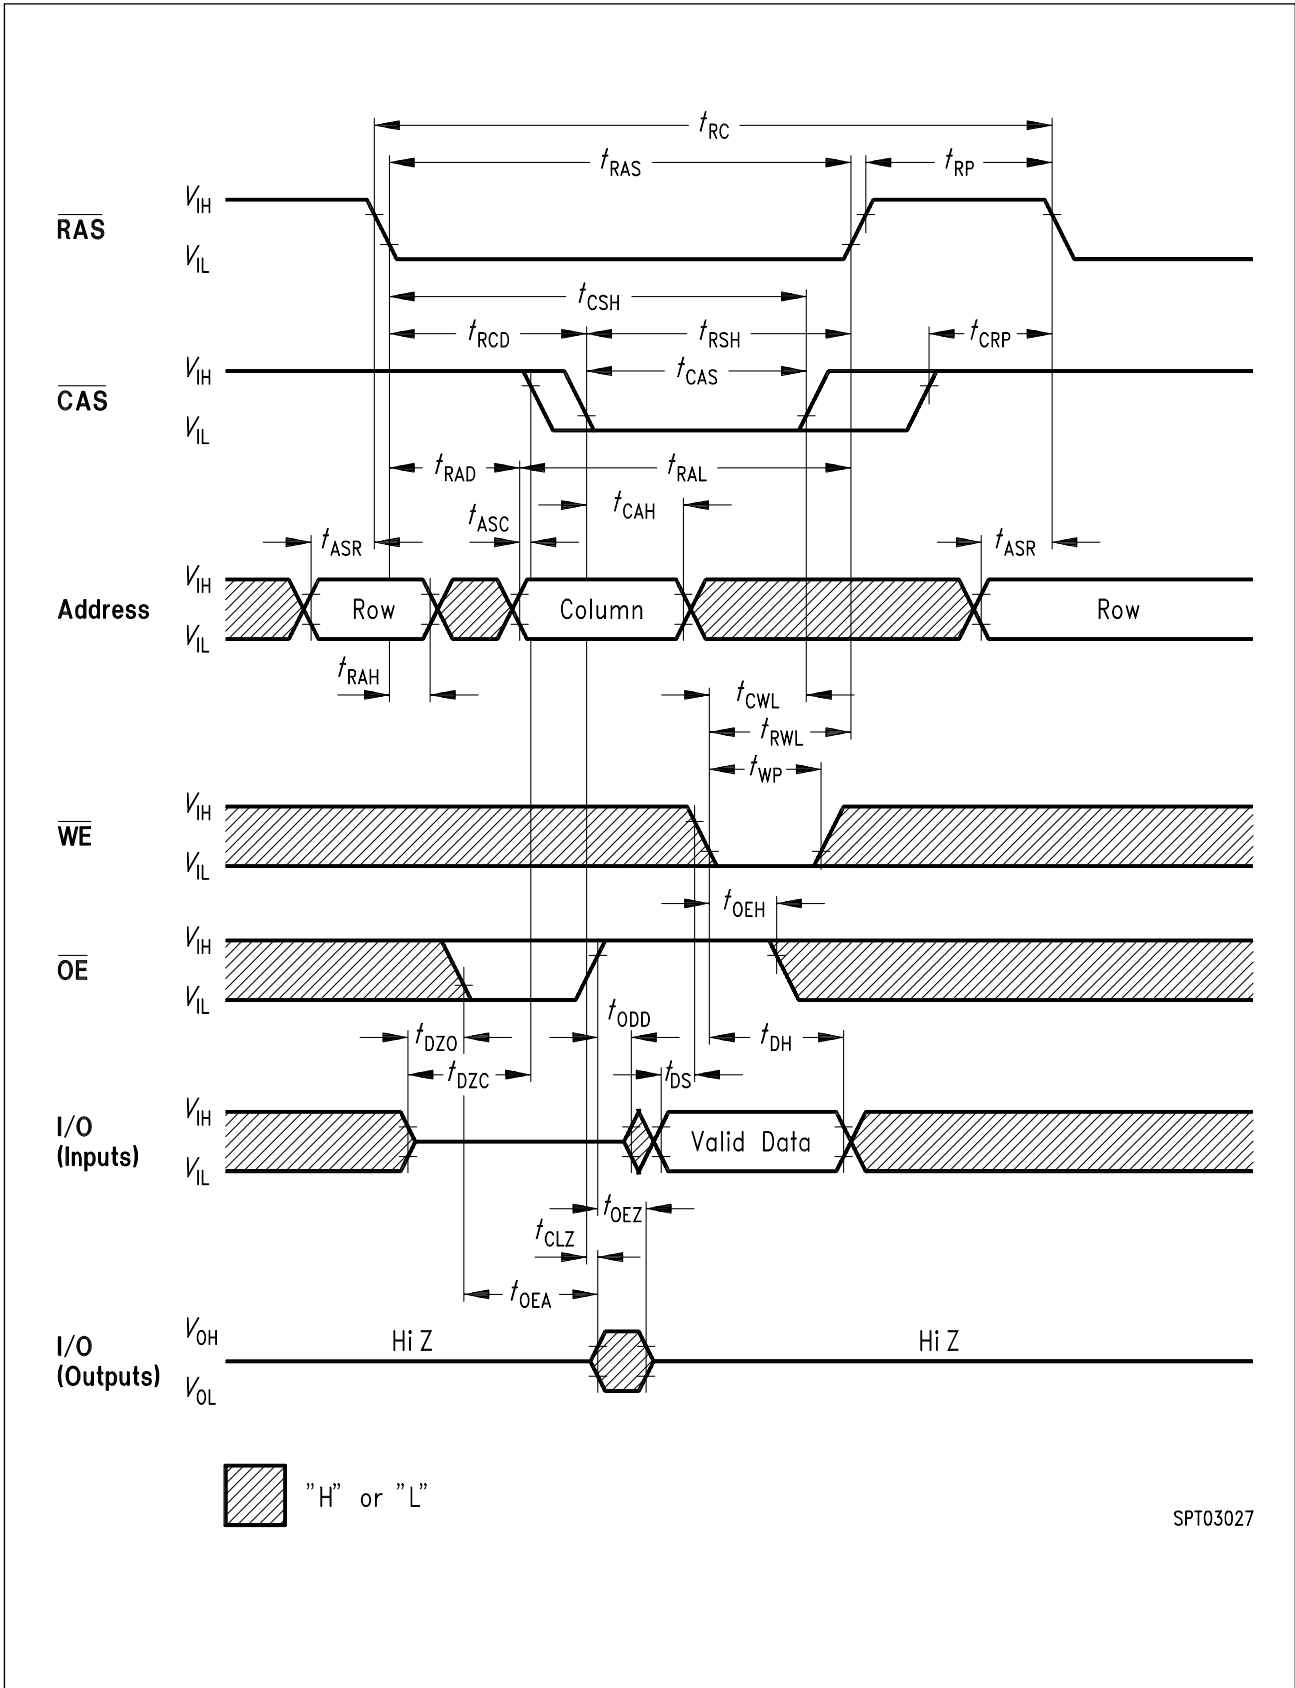 tRC
tRAS tRP
RAS VIH
VIL
tCSH
tRCD tRSH tCRP
CAS VIH tCAS
VIL
tRAD tRAL
tASC tCAH
tASR tASR
Address VIH
Row Column Row
VIL
tRAH
tCWL
tRWL
tWP
WE VIH
VIL
tOEH
OE VIH
VIL
tODD
tDZO tDH
tDZC tDS
I/O (Inputs) VIH
Valid Data
VIL
tOEZ
tCLZ
tOEA
I/O (Outputs) VOH
Hi Z Hi Z
VOL
"H" or "L"
SPT03027